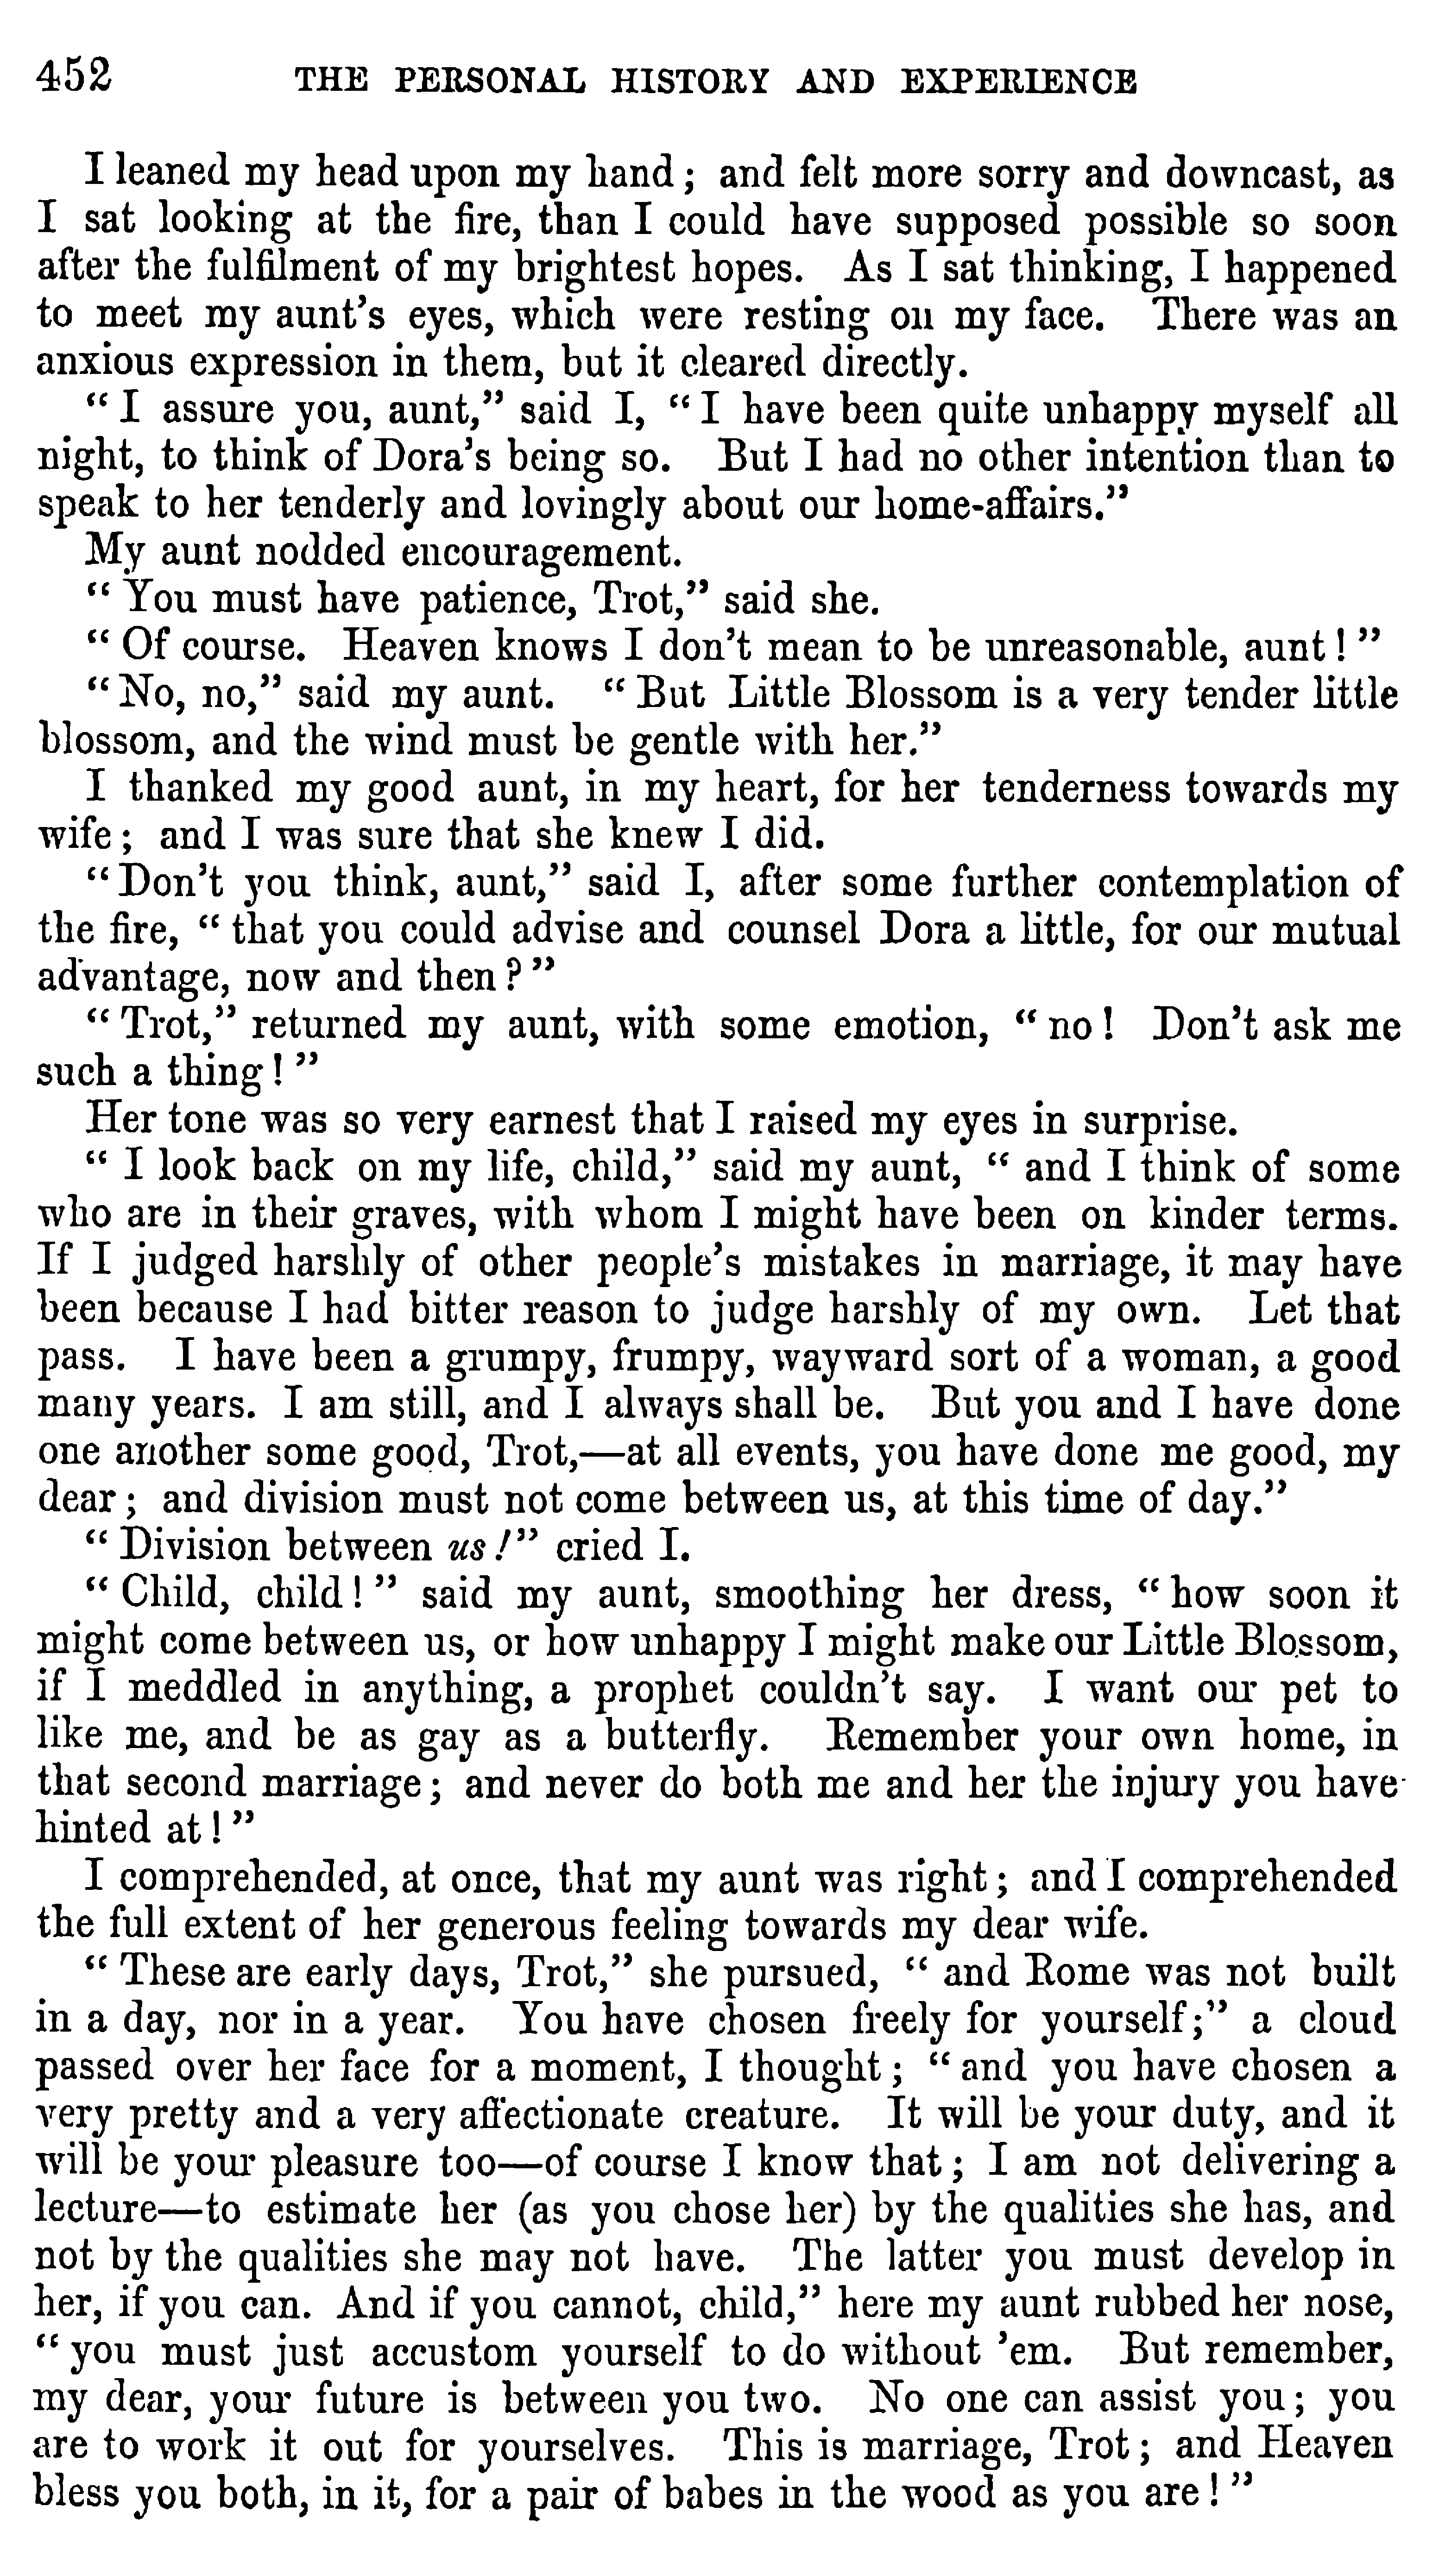 452 THE PERSONAL HISTORY AND EXPERIENCE
I leaned my head upon my hand; and felt more sorry and downcast, as
I sat looking at the fire, than I could have supposed possible so soon
after the fulfilment of my brightest hopes. As I sat thinking, I happened
to meet my aunt's eyes, which were resting on my face. There was an
anxious expression in them, but it cleared directly.
"I assure you, aunt," said I, "I have been quite unhappy myself all
night, to think of Dora's being so. But I had no other intention than to
speak to her tenderly and lovingly about our home-affairs."
My aunt nodded encouragement.
"You must have patience, Trot," said she.
"Of course. Heaven knows I don't mean to be unreasonable, aunt!"
"No, no," said my aunt. "But Little Blossom is a very tender little
blossom, and the wind must be gentle with her."
I thanked my good aunt, in my heart, for her tenderness towards my
wife; and I was sure that she knew I did.
"Don't you think, aunt," said I, after some further contemplation of
the fire, "that you could advise and counsel Dora a little, for our mutual
advantage, now and then?"
"Trot," returned my aunt, with some emotion, "no! Don't ask me
such a thing!"
Her tone was so very earnest that I raised my eyes in surprise.
"I look back on my life, child," said my aunt, "and I think of some
who are in their graves, with whom I might have been on kinder terms.
If I judged harshly of other people's mistakes in marriage, it may have
been because I had bitter reason to judge harshly of my own. Let that
pass. I have been a grumpy, frumpy, wayward sort of a woman, a good
many years. I am still, and I always shall be. But you and I have done
one another some good, Trot,—at all events, you have done me good, my
dear; and division must not come between us, at this time of day."
"Division between us!" cried I.
"Child, child!" said my aunt, smoothing her dress, "how soon it
might come between us, or how unhappy I might make our Little Blossom,
if I meddled in anything, a prophet couldn't say. I want our pet to
like me, and be as gay as a butterfly. Remember your own home, in
that second marriage; and never do both me and her the injury you have
hinted at!"
I comprehended, at once, that my aunt was right; and I comprehended
the full extent of her generous feeling towards my dear wife.
"These are early days, Trot," she pursued, "and Rome was not built
in a day, nor in a year. You have chosen freely for yourself;" a cloud
passed over her face for a moment, I thought; "and you have chosen a
very pretty and a very affectionate creature. It will be your duty, and it
will be your pleasure too—of course I know that; I am not delivering a
lecture—to estimate her (as you chose her) by the qualities she has, and
not by the qualities she may not have. The latter you must develop in
her, if you can. And if you cannot, child," here my aunt rubbed her nose,
"you must just accustom yourself to do without 'em. But remember,
my dear, your future is between you two. No one can assist you; you
are to work it out for yourselves. This is marriage, Trot; and Heaven
bless you both, in it, for a pair of babes in the wood as you are!"